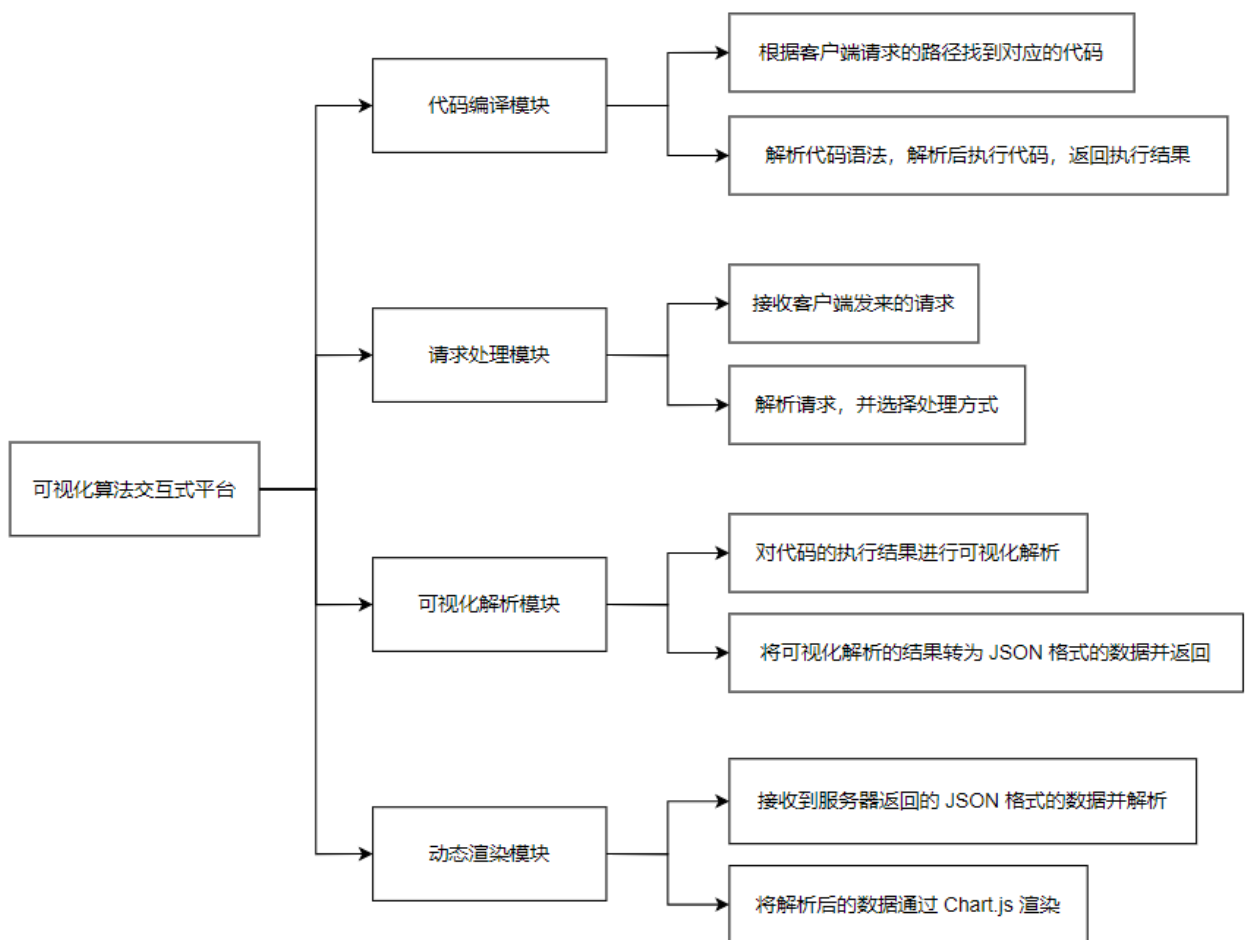 可视化算法交互式平台
代码编译模块
根据客户端请求的路径找到对应的代码
解析代码语法，解析后执行代码，返回执行结果
请求处理模块
接收客户端发来的请求
解析请求，并选择处理方式
可视化解析模块
对代码的执行结果进行可视化解析
将可视化解析的结果转为 JSON 格式的数据并返回
动态渲染模块
接收到服务器返回的 JSON 格式的数据并解析
将解析后的数据通过 Chart.js 渲染